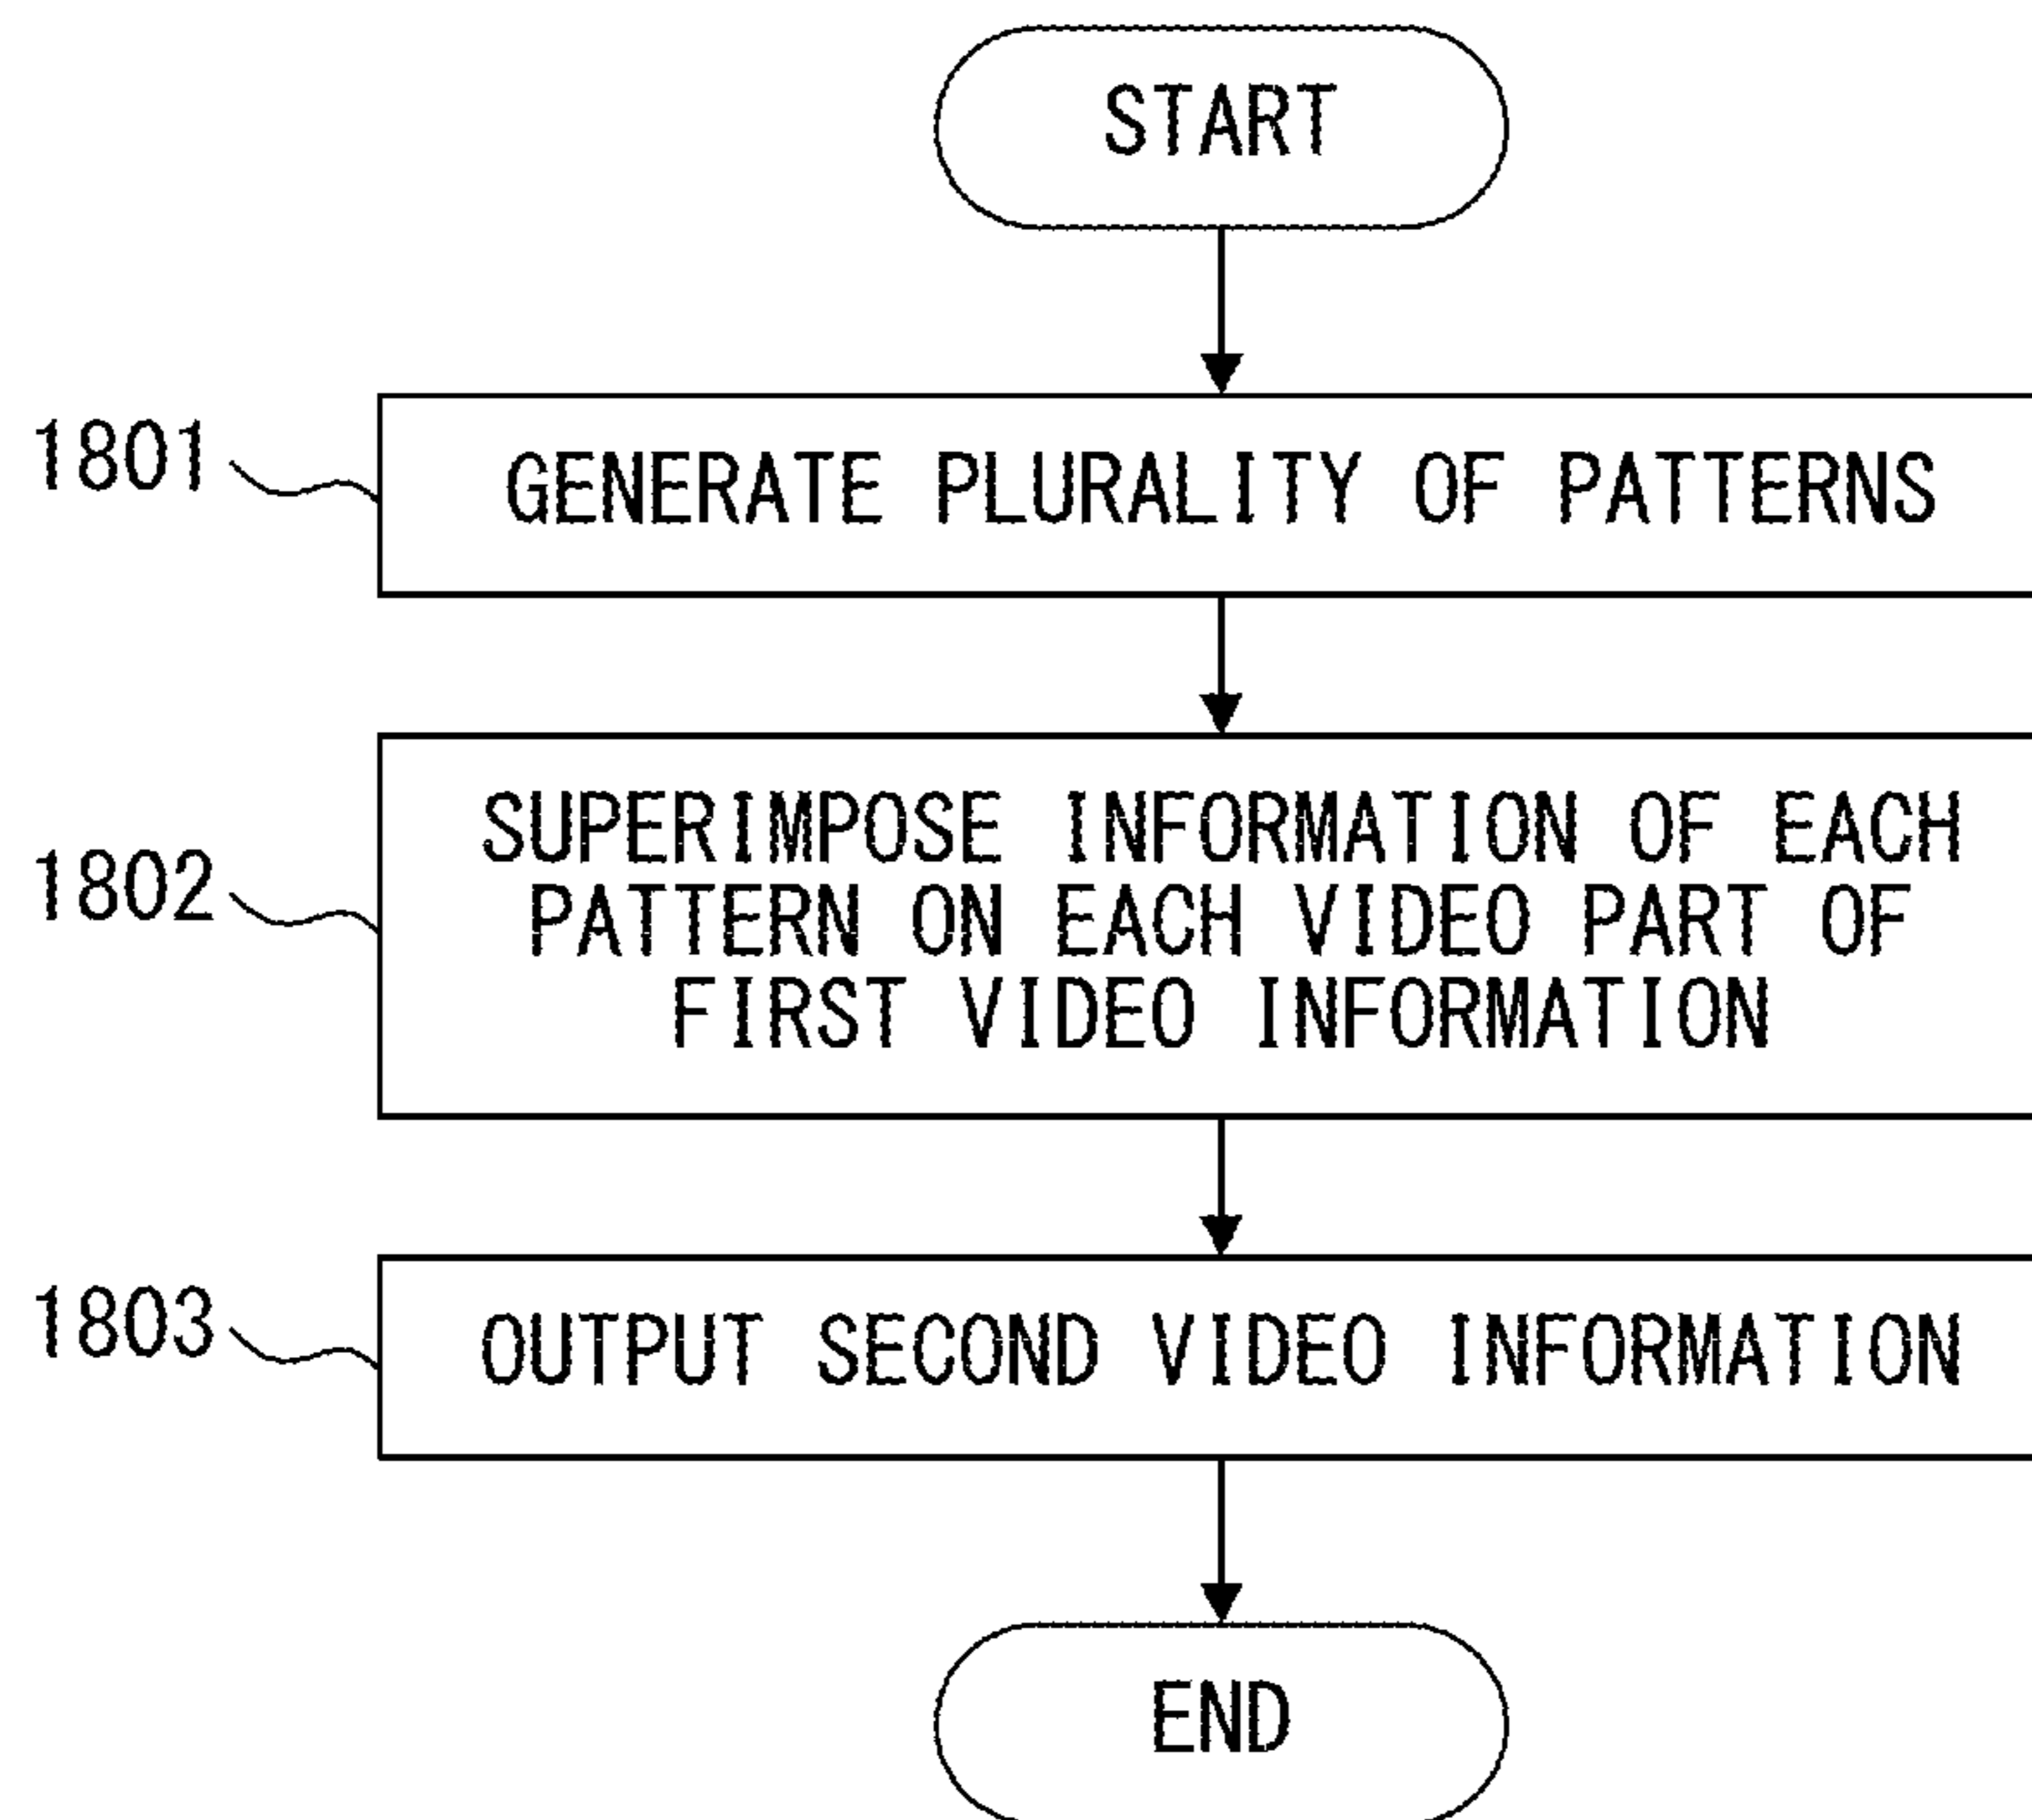 START
1801
GENERATE PLURALITY OF PATTERNS
1802
SUPERIMPOSE INFORMATION OF EACH
PATTERN ON EACH VIDEO PART OF
FIRST VIDEO INFORMATION
1803
OUTPUT SECOND VIDEO INFORMATION
END